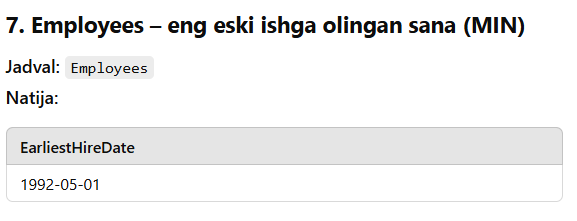 7. Employees – eng eski ishga olingan sana (MIN)
Jadval: Employees
Natija:
EarliestHireDate
1992-05-01